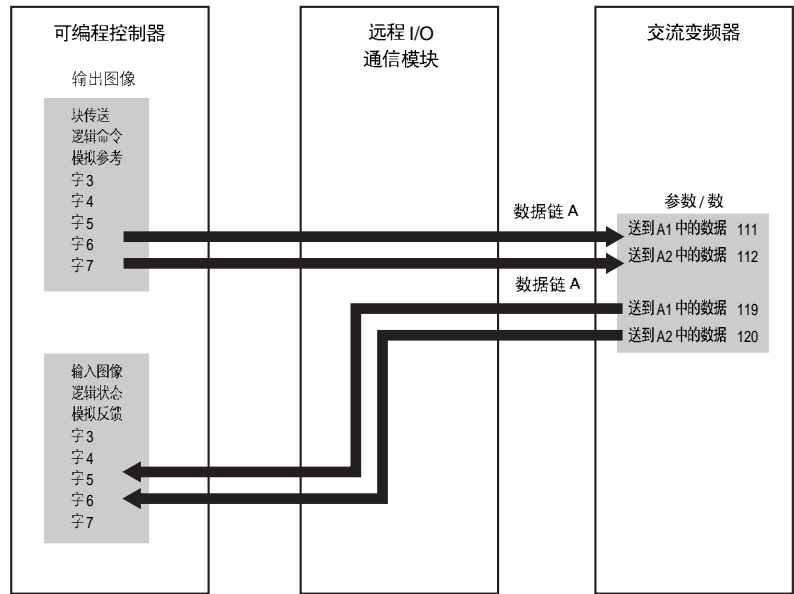 可编程控制器
输出图像
块传送
逻辑命令
模拟参考
字3
字4
字5
字6
字7
输入图像
逻辑状态
模拟反馈
字3
字4
字5
字6
字7
远程 I/O
通信模块
数据链 A
数据链 A
交流变频器
参数 / 数
送到 A1 中的数据 111
送到 A2 中的数据 112
送到 A1 中的数据 119
送到 A2 中的数据 120